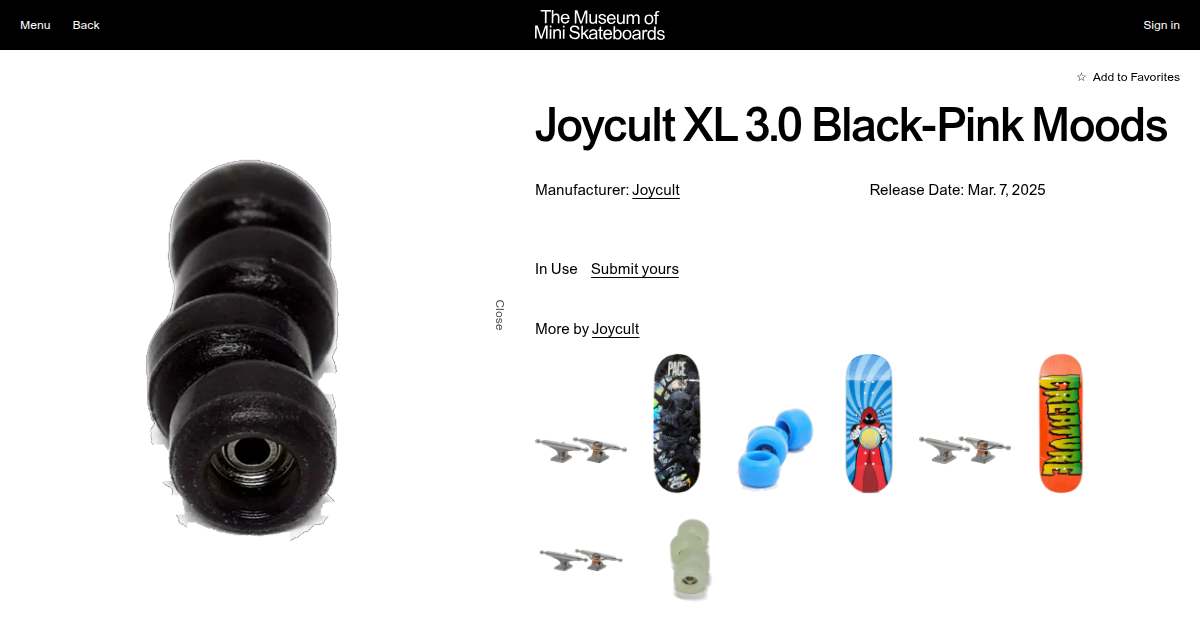 Menu
Back
The Museum of
Mini Skateboards
Sign in
☆ Add to Favorites
Joycult XL 3.0 Black-Pink Moods
Manufacturer: Joycult
Release Date: Mar. 7, 2025
In Use
Submit yours
Close
More by Joycult
PACE
CREATURE